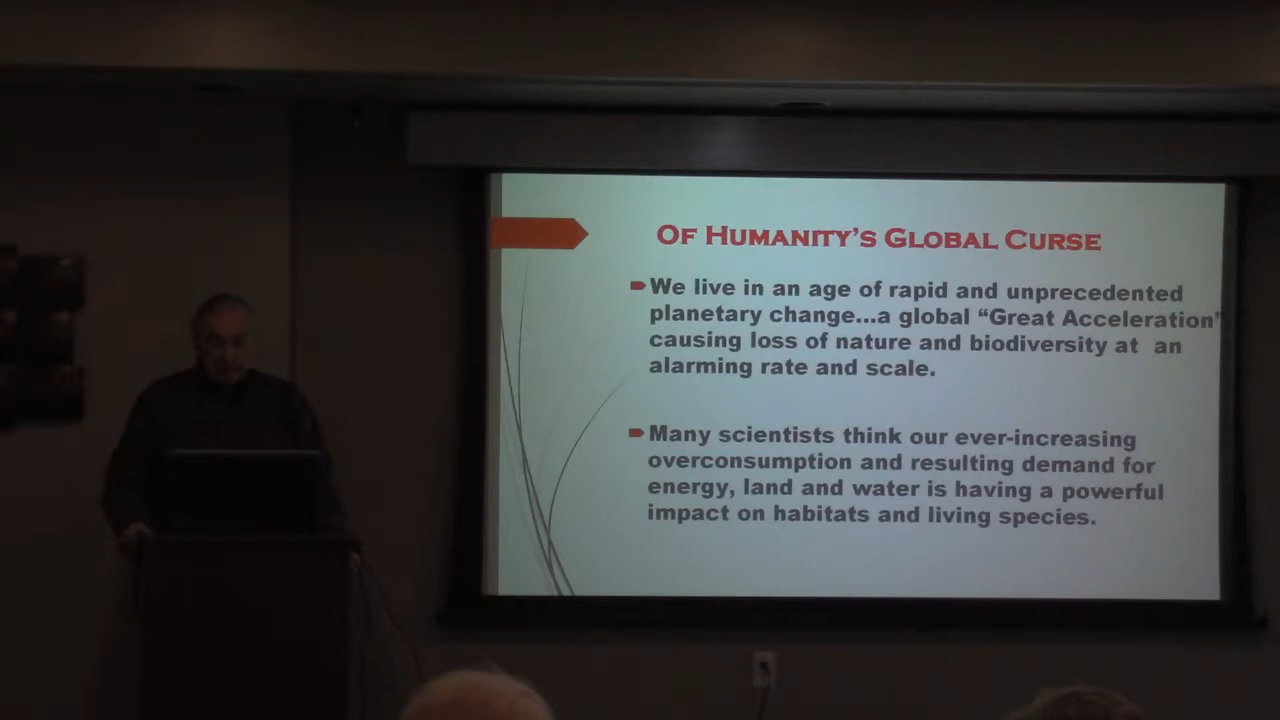 OF HUMANITY'S GLOBAL CURSE
We live in an age of rapid and unprecedented
planetary change...a global “Great Acceleration”
causing loss of nature and biodiversity at an
alarming rate and scale.
Many scientists think our ever-increasing
overconsumption and resulting demand for
energy, land and water is having a powerful
impact on habitats and living species.